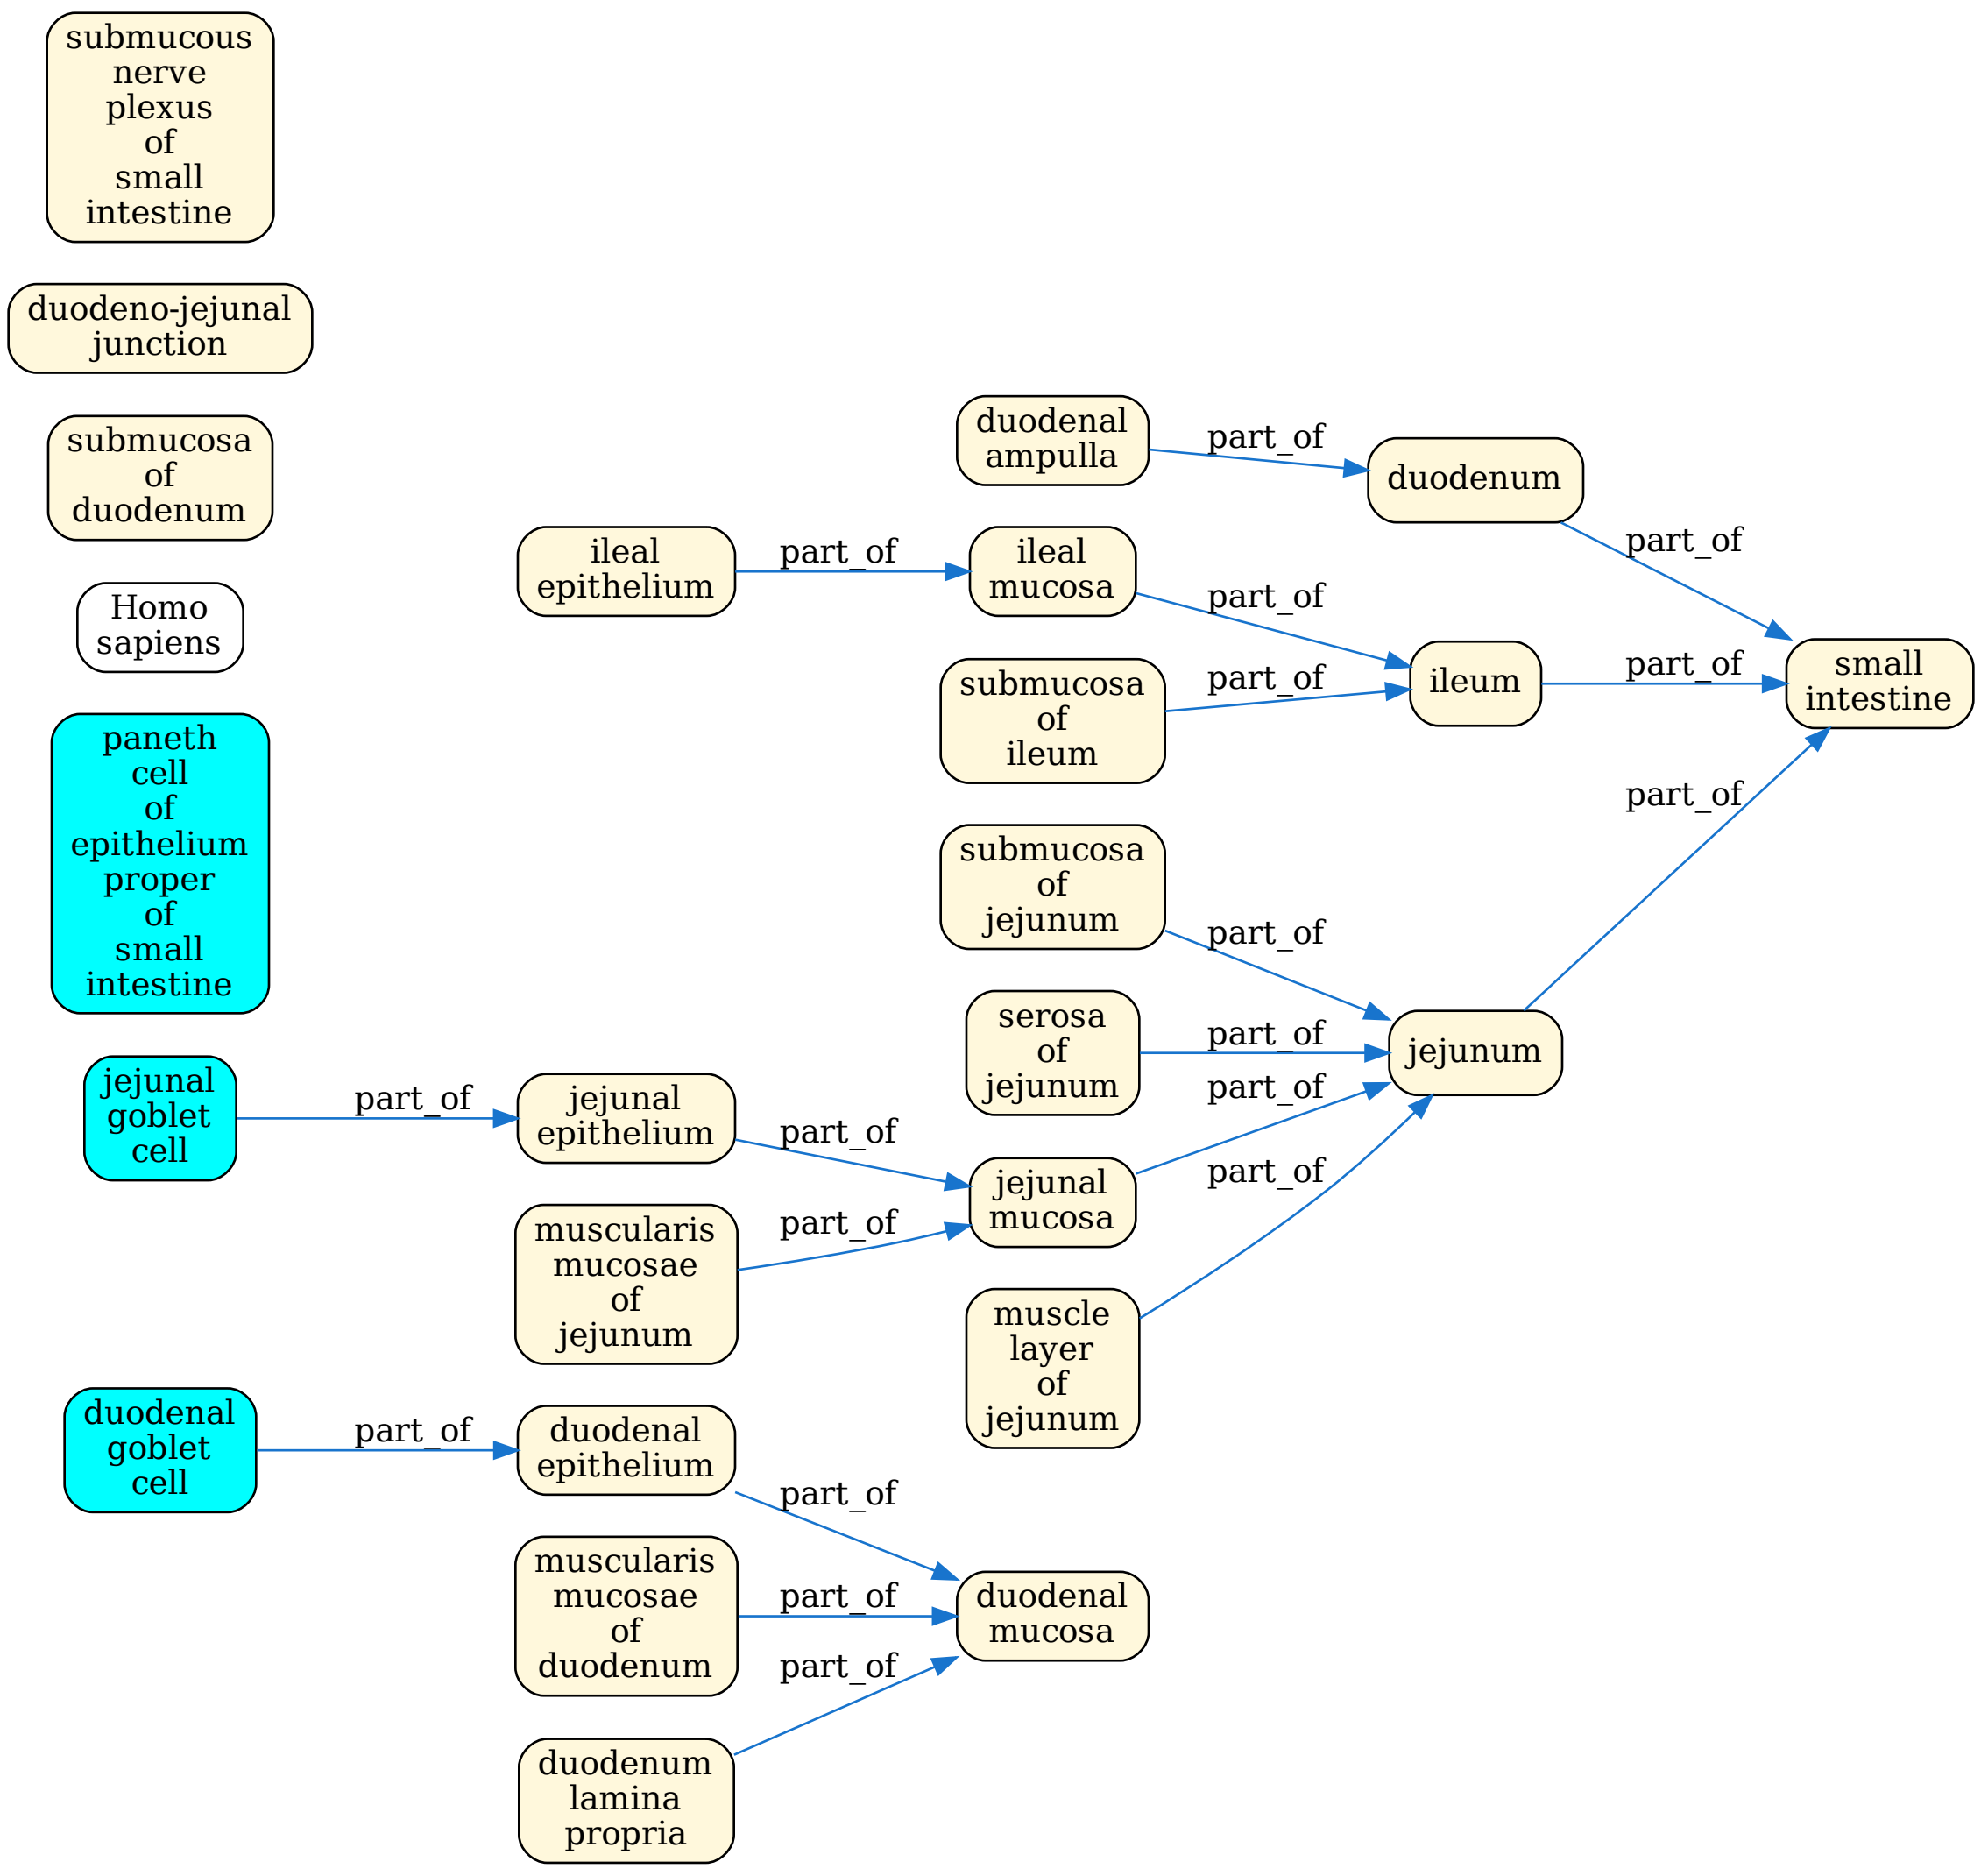 submucous
nerve
plexus
of
small
intestine
duodeno-jejunal
junction
submucosa
of
duodenum
Homo
sapiens
paneth
cell
of
epithelium
proper
of
small
intestine
jejunal
goblet
cell
part_of
duodenal
goblet
cell
part_of
ileal
epithelium
part_of
jejunal
epithelium
part_of
muscularis
mucosae
of
jejunum
part_of
duodenal
epithelium
part_of
muscularis
mucosae
of
duodenum
part_of
duodenum
lamina
propria
part_of
duodenal
ampulla
part_of
ileal
mucosa
part_of
submucosa
of
ileum
part_of
submucosa
of
jejunum
part_of
serosa
of
jejunum
part_of
jejunal
mucosa
part_of
muscle
layer
of
jejunum
part_of
duodenal
mucosa
duodenum
part_of
ileum
part_of
jejunum
part_of
small
intestine